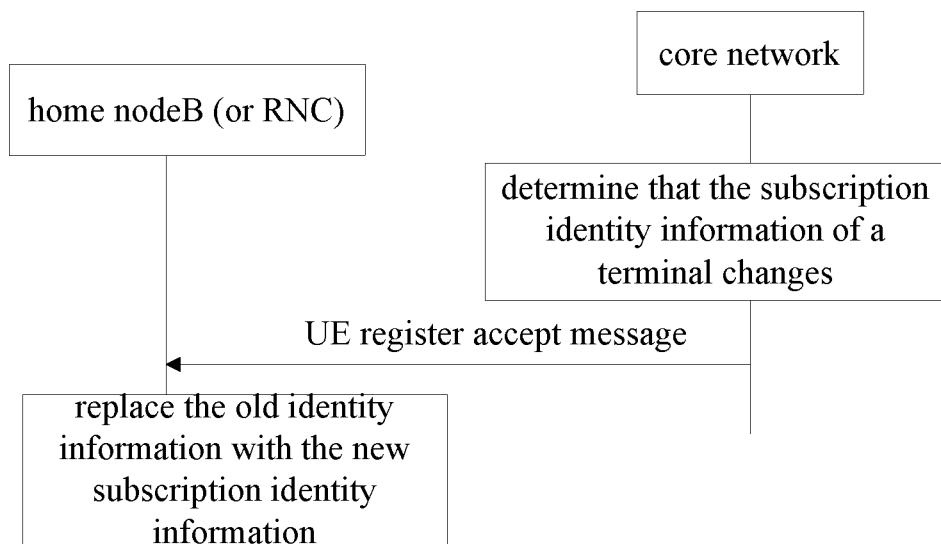 core network
home nodeB (or RNC)
determine that the subscription
identity information of a
terminal changes
UE register accept message
replace the old identity
information with the new
subscription identity
information